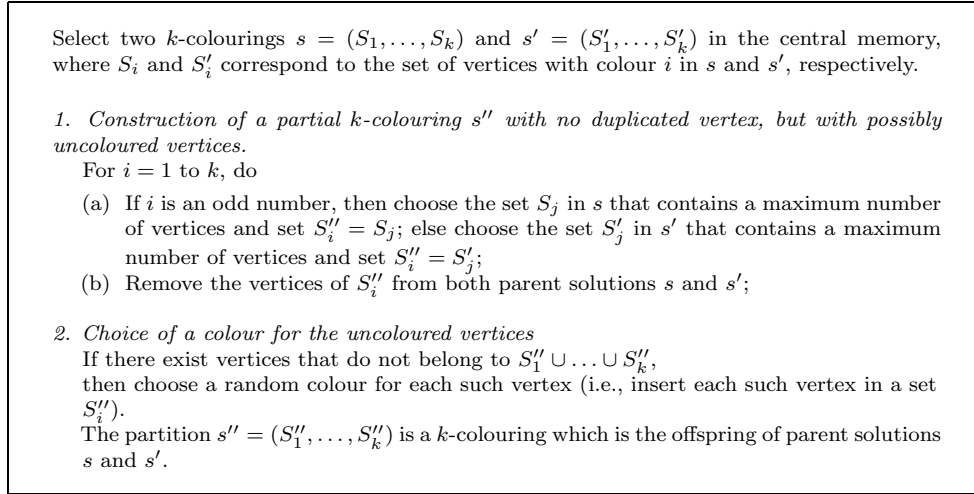 Select two k-colourings s = (S₁, . . . , Sₖ) and s′ = (S′₁, . . . , S′ₖ) in the central memory,
where Sᵢ and S′ᵢ correspond to the set of vertices with colour i in s and s′, respectively.
1. Construction of a partial k-colouring s″ with no duplicated vertex, but with possibly
uncoloured vertices.
For i = 1 to k, do
(a) If i is an odd number, then choose the set Sⱼ in s that contains a maximum number
of vertices and set S″ᵢ = Sⱼ; else choose the set S′ⱼ in s′ that contains a maximum
number of vertices and set S″ᵢ = S′ⱼ;
(b) Remove the vertices of S″ᵢ from both parent solutions s and s′;
2. Choice of a colour for the uncoloured vertices
If there exist vertices that do not belong to S″₁ ∪ . . . ∪ S″ₖ,
then choose a random colour for each such vertex (i.e., insert each such vertex in a set
S″ᵢ).
The partition s″ = (S″₁, . . . , S″ₖ) is a k-colouring which is the offspring of parent solutions
s and s′.